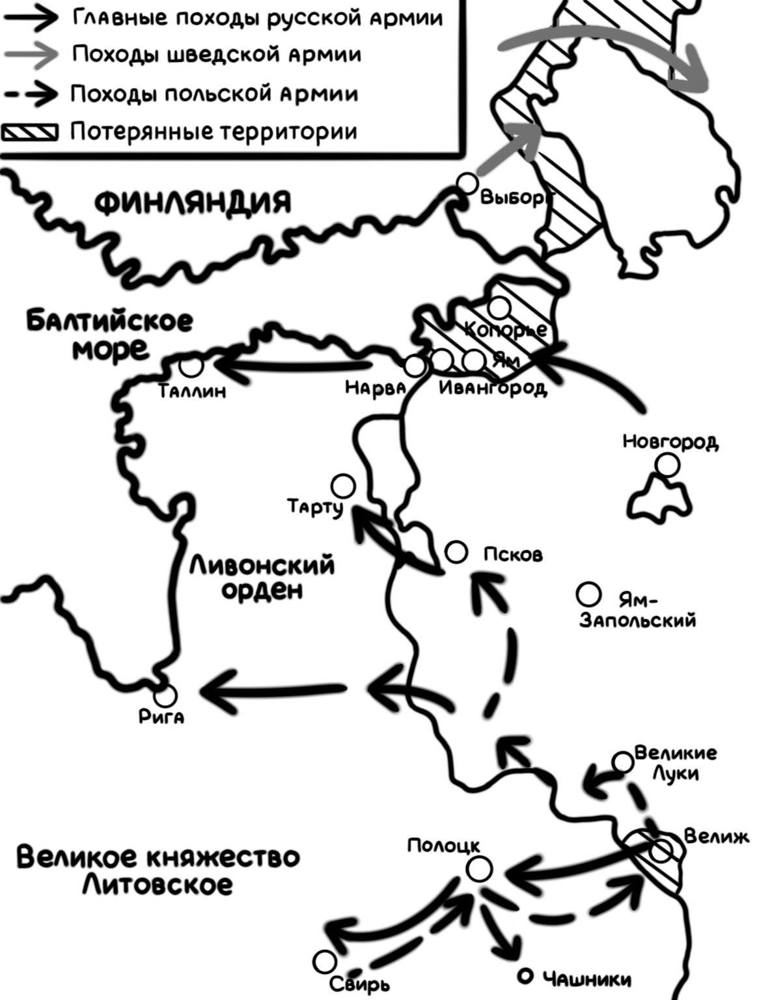 Главные походы русской Армии
Походы шведской Армии
Походы польской Армии
Потерянные территории
ФИНЛЯНДИЯ
Выборг
Балтийское
море
Копорье
Ям
Таллин
Нарва
Ивангород
Новгород
Тарту
Псков
Ливонский
орден
Ям-
Запольский
Рига
Великие
Луки
Велиж
Полоцк
Великое княжество
Литовское
Свирь
Чашники